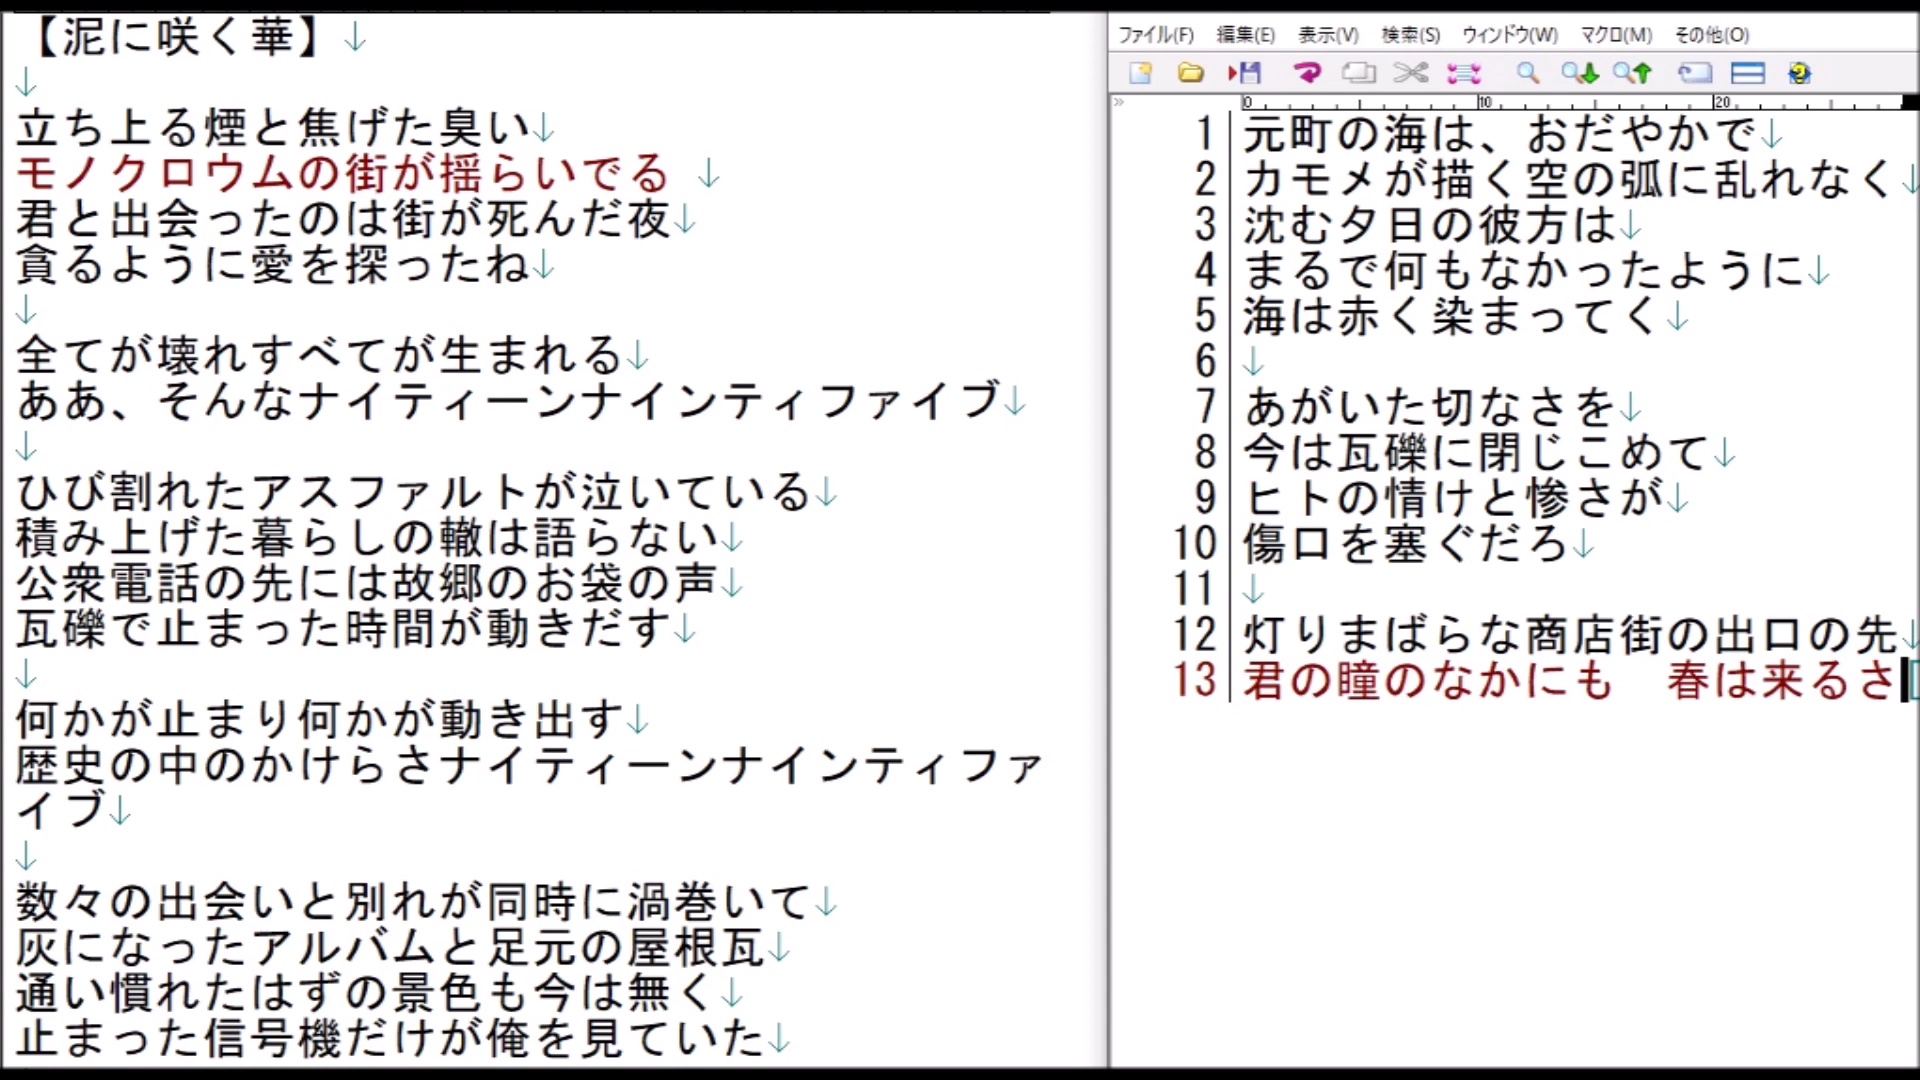 【泥に咲く華】↓
↓
立ち上る煙と焦げた臭い↓
モノクロウムの街が揺らいでる ↓
君と出会ったのは街が死んだ夜↓
貪るように愛を探ったね↓
↓
全てが壊れすべてが生まれる↓
ああ、そんなナイティーンナインティファイブ↓
↓
ひび割れたアスファルトが泣いている↓
積み上げた暮らしの轍は語らない↓
公衆電話の先には故郷のお袋の声↓
瓦礫で止まった時間が動きだす↓
↓
何かが止まり何かが動き出す↓
歴史の中のかけらさナイティーンナインティファ
イブ↓
↓
数々の出会いと別れが同時に渦巻いて↓
灰になったアルバムと足元の屋根瓦↓
通い慣れたはずの景色も今は無く↓
止まった信号機だけが俺を見ていた↓
ファイル(F) 編集(E) 表示(V) 検索(S) ウィンドウ(W) マクロ(M) その他(O)
» 0 10 20
1 元町の海は、おだやかで↓
2 カモメが描く空の弧に乱れなく↓
3 沈む夕日の彼方は↓
4 まるで何もなかったように↓
5 海は赤く染まってく↓
6 ↓
7 あがいた切なさを↓
8 今は瓦礫に閉じこめて↓
9 ヒトの情けと惨さが↓
10 傷口を塞ぐだろ↓
11 ↓
12 灯りまばらな商店街の出口の先↓
13 君の瞳のなかにも　春は来るさ